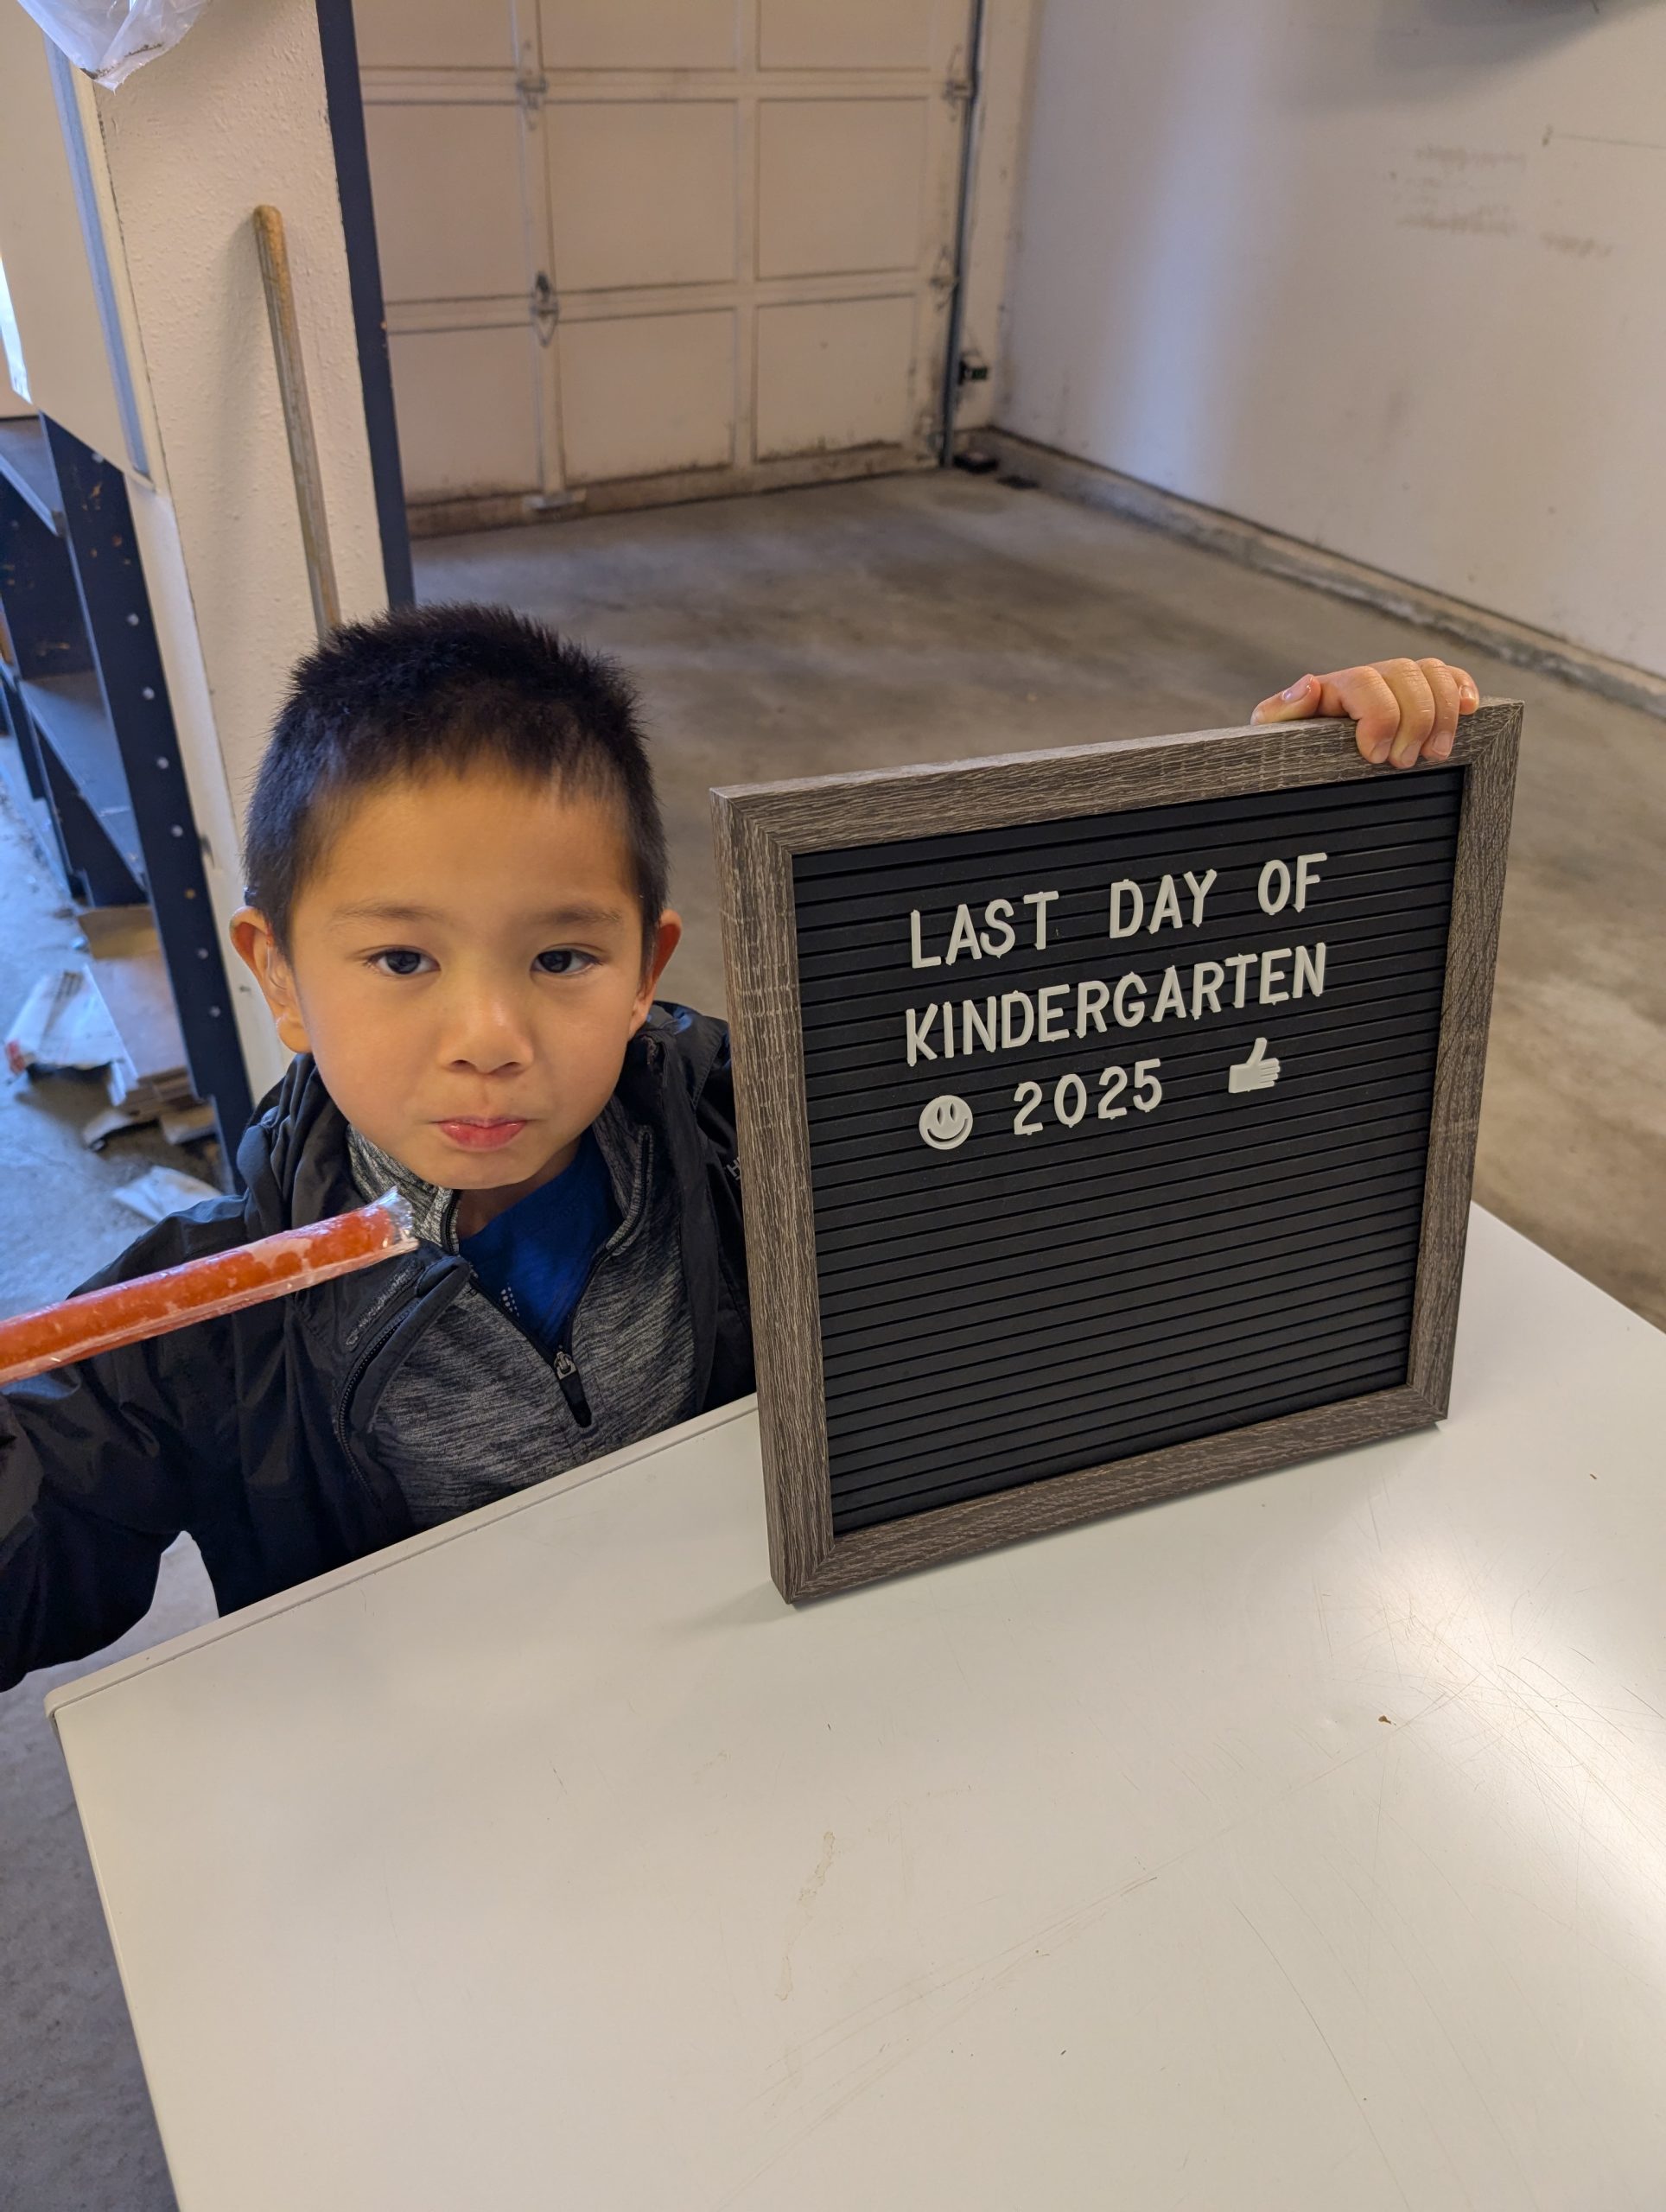 LAST DAY OF
KINDERGARTEN
☺ 2025 👍